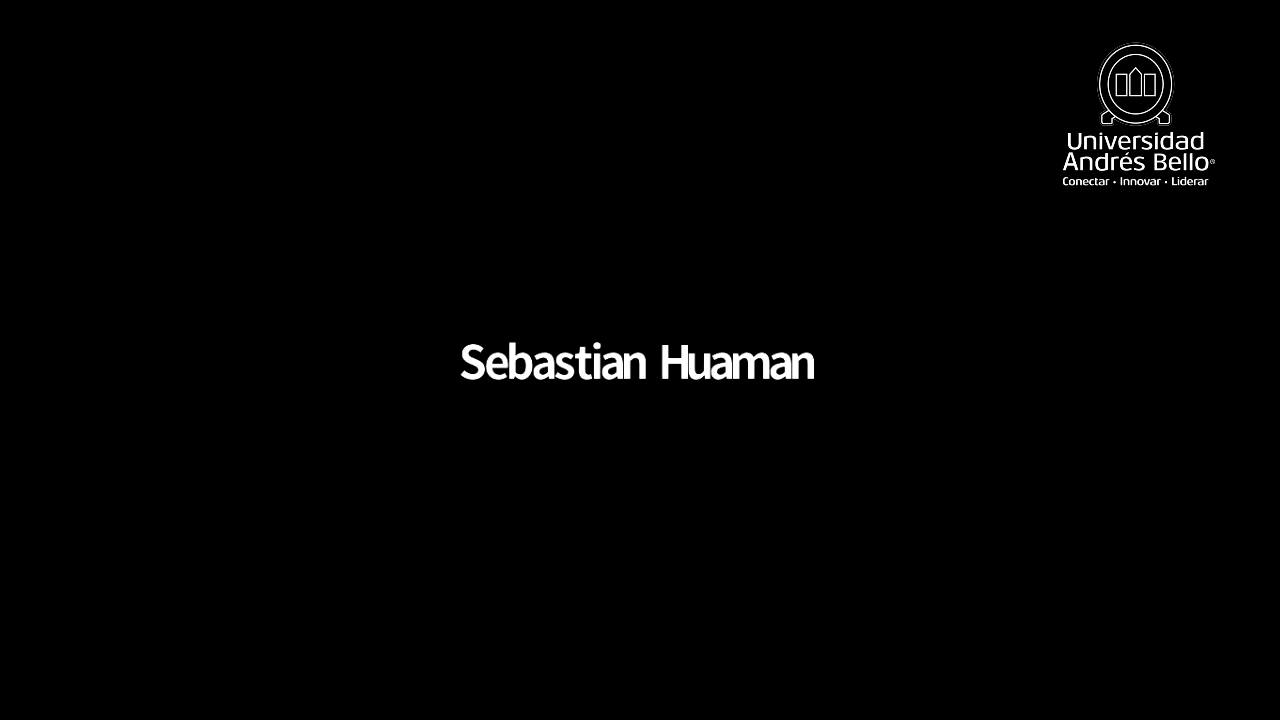 Universidad
Andrés Bello®
Conectar • Innovar • Liderar
Sebastian Huaman